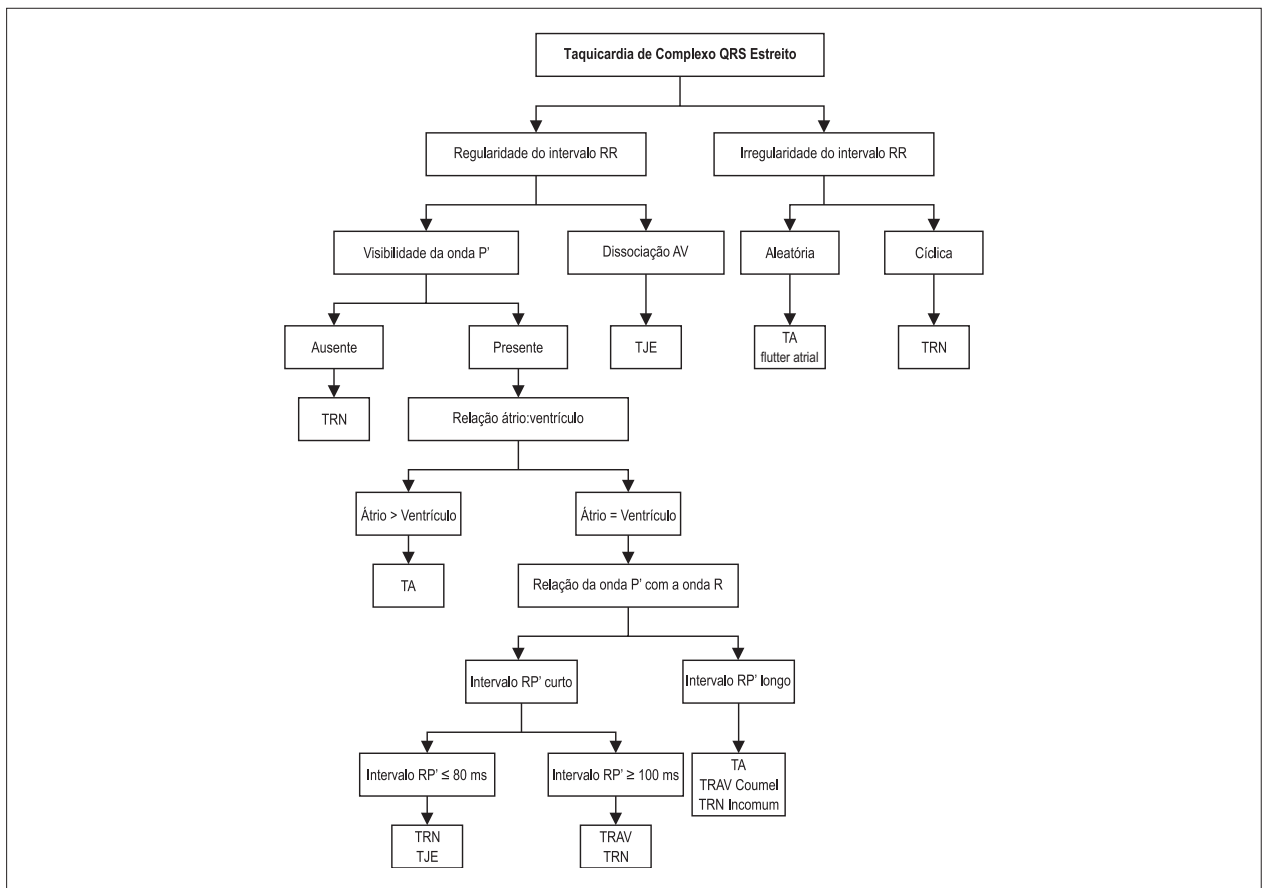 Taquicardia de Complexo QRS Estreito
Regularidade do intervalo RR
Irregularidade do intervalo RR
Visibilidade da onda P'
Dissociação AV
Aleatória
Cíclica
Ausente
Presente
TJE
TA
flutter atrial
TRN
TRN
Relação átrio:ventrículo
Átrio > Ventrículo
Átrio = Ventrículo
TA
Relação da onda P' com a onda R
Intervalo RP' curto
Intervalo RP' longo
Intervalo RP' ≤ 80 ms
Intervalo RP' ≥ 100 ms
TA
TRAV Coumel
TRN Incomum
TRN
TJE
TRAV
TRN